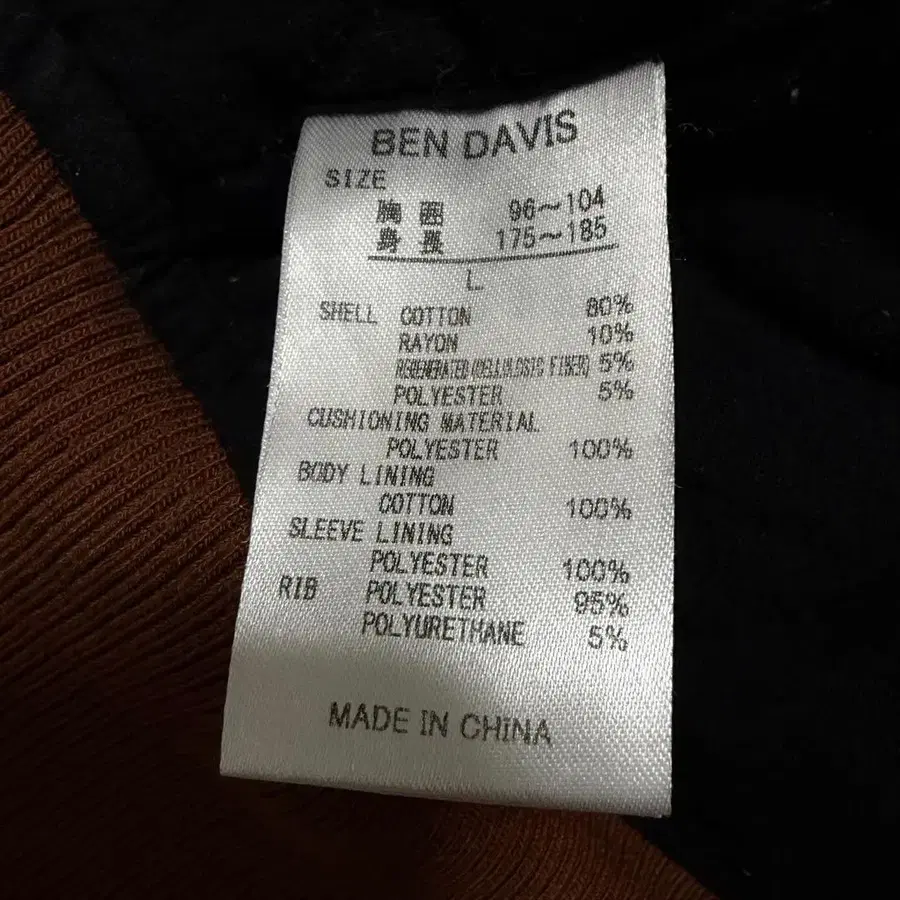 BEN DAVIS
SIZE
胸囲 96～104
身長 175～185
L
SHELL COTTON 80%
RAYON 10%
REGENERATED (CELLULOSIC FIBER) 5%
POLYESTER 5%
CUSHIONING MATERIAL
POLYESTER 100%
BODY LINING
COTTON 100%
SLEEVE LINING
POLYESTER 100%
RIB POLYESTER 95%
POLYURETHANE 5%
MADE IN CHINA